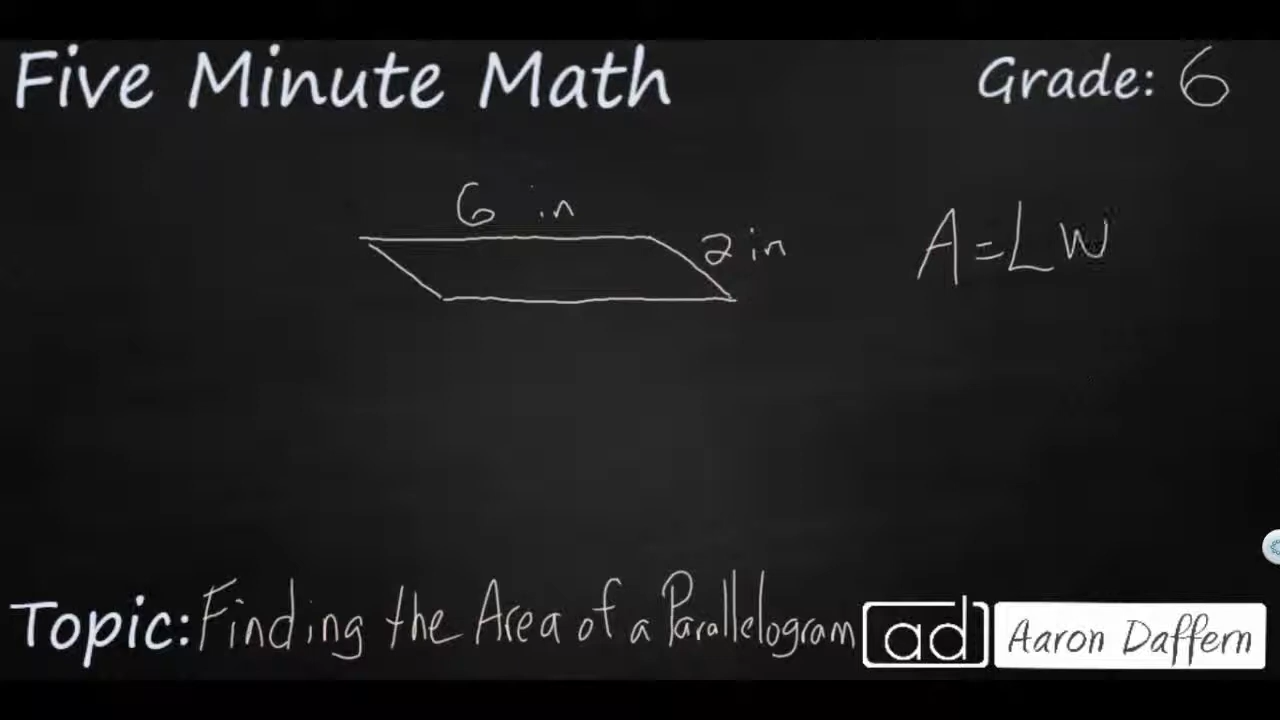 Five Minute Math
Grade: 6
6 in
2 in
A=LW
Topic: Finding the Area of a Parallelogram
ad
Aaron Daffern